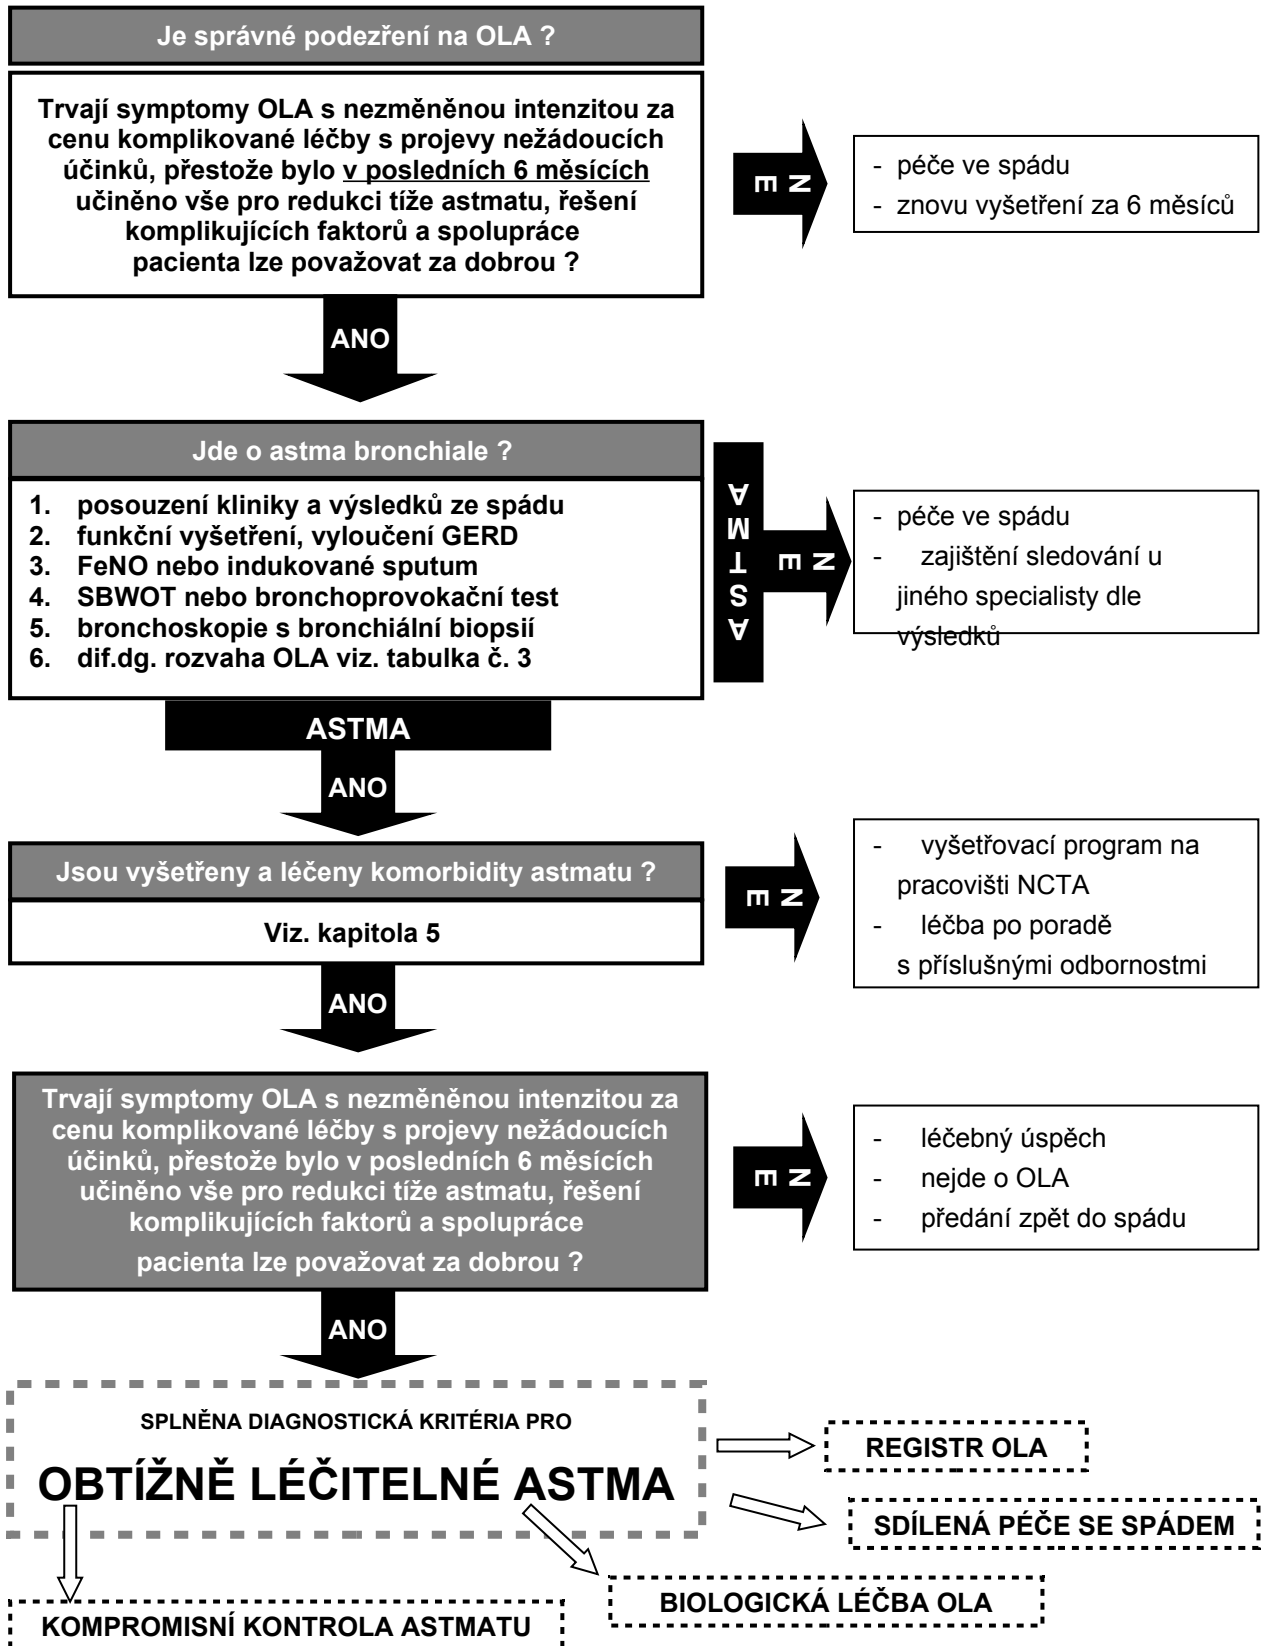 Je správné podezření na OLA ?
Trvají symptomy OLA s nezměněnou intenzitou za
cenu komplikované léčby s projevy nežádoucích
účinků, přestože bylo v posledních 6 měsících
učiněno vše pro redukci tíže astmatu, řešení
komplikujících faktorů a spolupráce
pacienta lze považovat za dobrou ?
NE
- péče ve spádu
- znovu vyšetření za 6 měsíců
ANO
Jde o astma bronchiale ?
1. posouzení kliniky a výsledků ze spádu
2. funkční vyšetření, vyloučení GERD
3. FeNO nebo indukované sputum
4. SBWOT nebo bronchoprovokační test
5. bronchoskopie s bronchiální biopsií
6. dif.dg. rozvaha OLA viz. tabulka č. 3
ASTMA
NE
- péče ve spádu
- zajištění sledování u
jiného specialisty dle
výsledků
ASTMA
ANO
Jsou vyšetřeny a léčeny komorbidity astmatu ?
Viz. kapitola 5
NE
- vyšetřovací program na
pracovišti NCTA
- léčba po poradě
s příslušnými odbornostmi
ANO
Trvají symptomy OLA s nezměněnou intenzitou za
cenu komplikované léčby s projevy nežádoucích
účinků, přestože bylo v posledních 6 měsících
učiněno vše pro redukci tíže astmatu, řešení
komplikujících faktorů a spolupráce
pacienta lze považovat za dobrou ?
NE
- léčebný úspěch
- nejde o OLA
- předání zpět do spádu
ANO
SPLNĚNA DIAGNOSTICKÁ KRITÉRIA PRO
OBTÍŽNĚ LÉČITELNÉ ASTMA
REGISTR OLA
SDÍLENÁ PÉČE SE SPÁDEM
BIOLOGICKÁ LÉČBA OLA
KOMPROMISNÍ KONTROLA ASTMATU